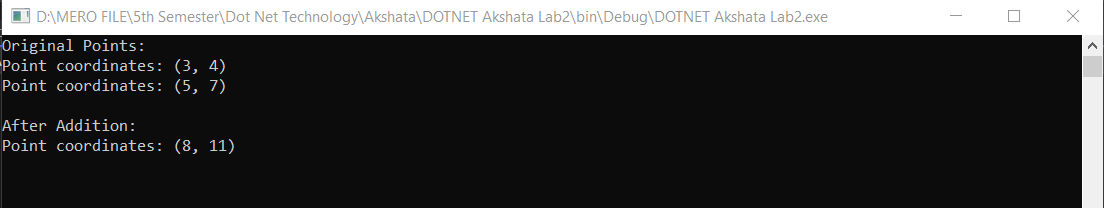 D:\MERO FILE\5th Semester\Dot Net Technology\Akshata\DOTNET Akshata Lab2\bin\Debug\DOTNET Akshata Lab2.exe
Original Points:
Point coordinates: (3, 4)
Point coordinates: (5, 7)
After Addition:
Point coordinates: (8, 11)